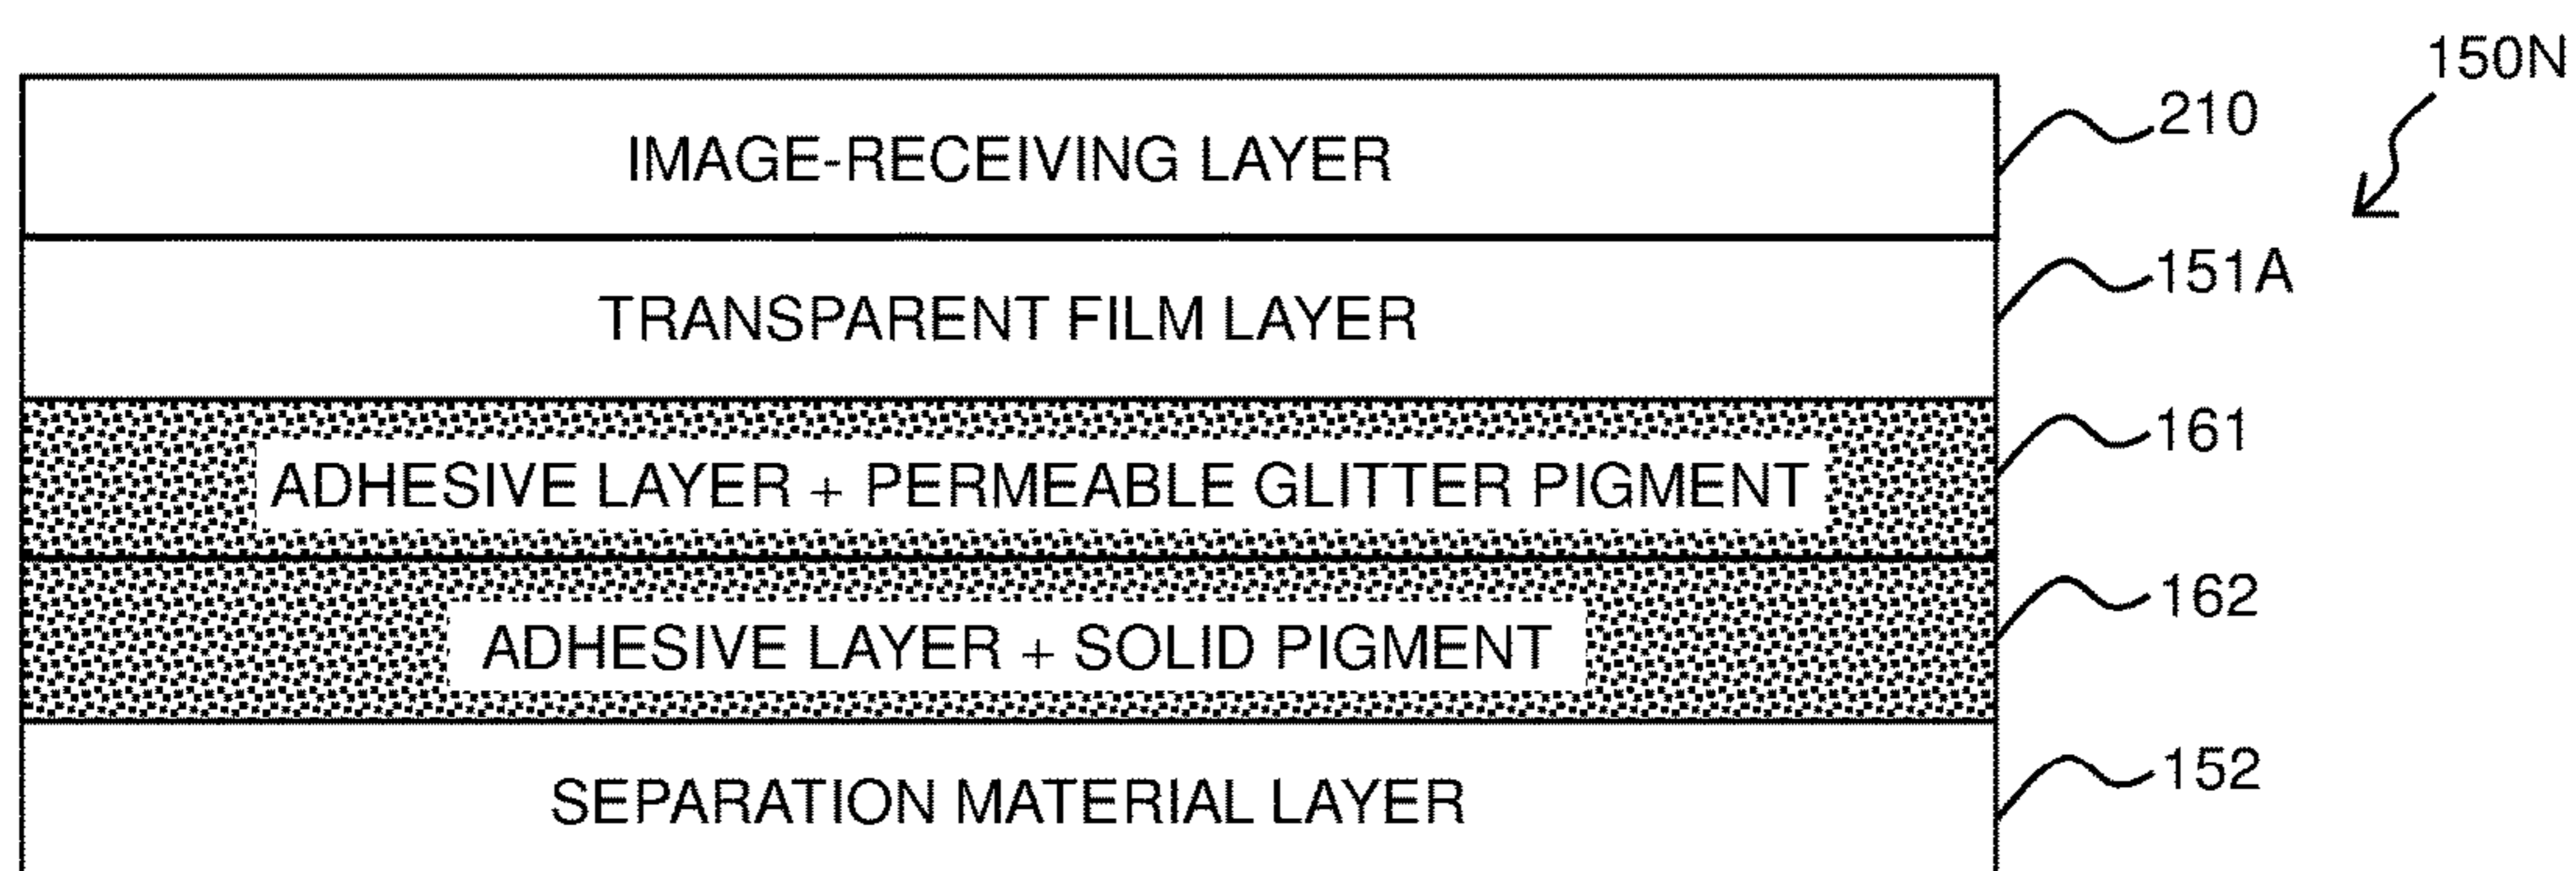 150N
IMAGE-RECEIVING LAYER
210
TRANSPARENT FILM LAYER
151A
ADHESIVE LAYER + PERMEABLE GLITTER PIGMENT
161
ADHESIVE LAYER + SOLID PIGMENT
162
SEPARATION MATERIAL LAYER
152